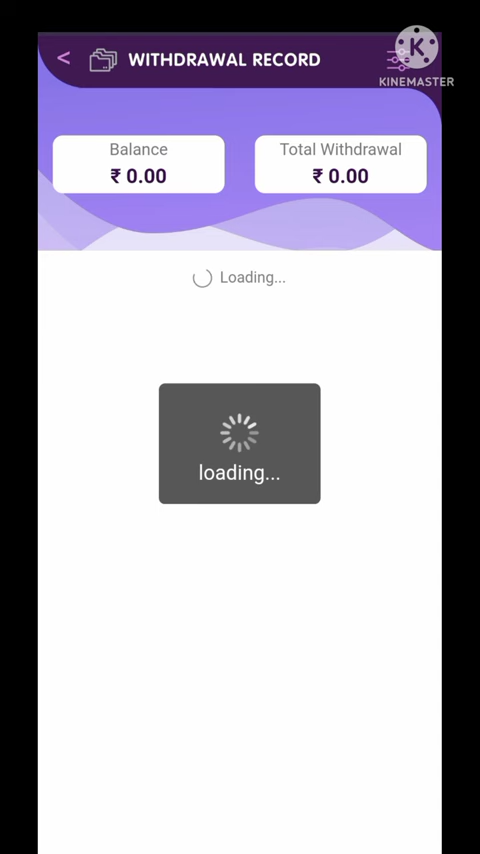 < WITHDRAWAL RECORD
KINEMASTER
Balance
₹ 0.00
Total Withdrawal
₹ 0.00
Loading...
loading...